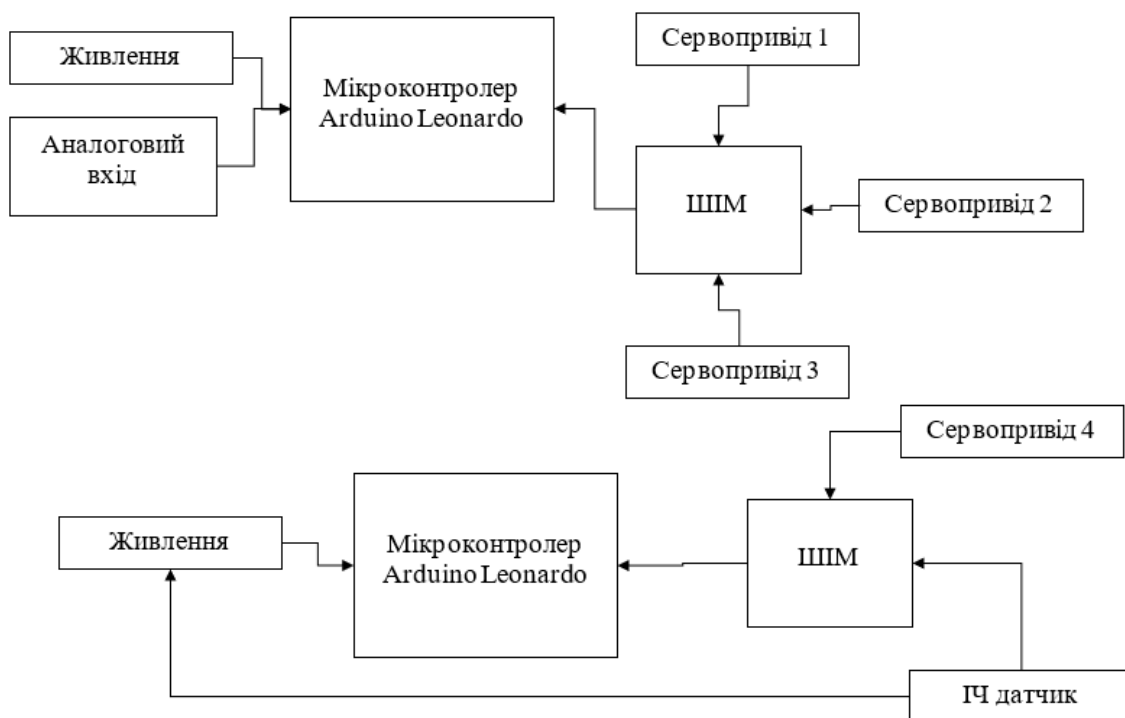 Живлення
Аналоговий
вхід
Мікроконтролер
Arduino Leonardo
Сервопривід 1
ШІМ
Сервопривід 2
Сервопривід 3
Сервопривід 4
Живлення
Мікроконтролер
Arduino Leonardo
ШІМ
ІЧ датчик